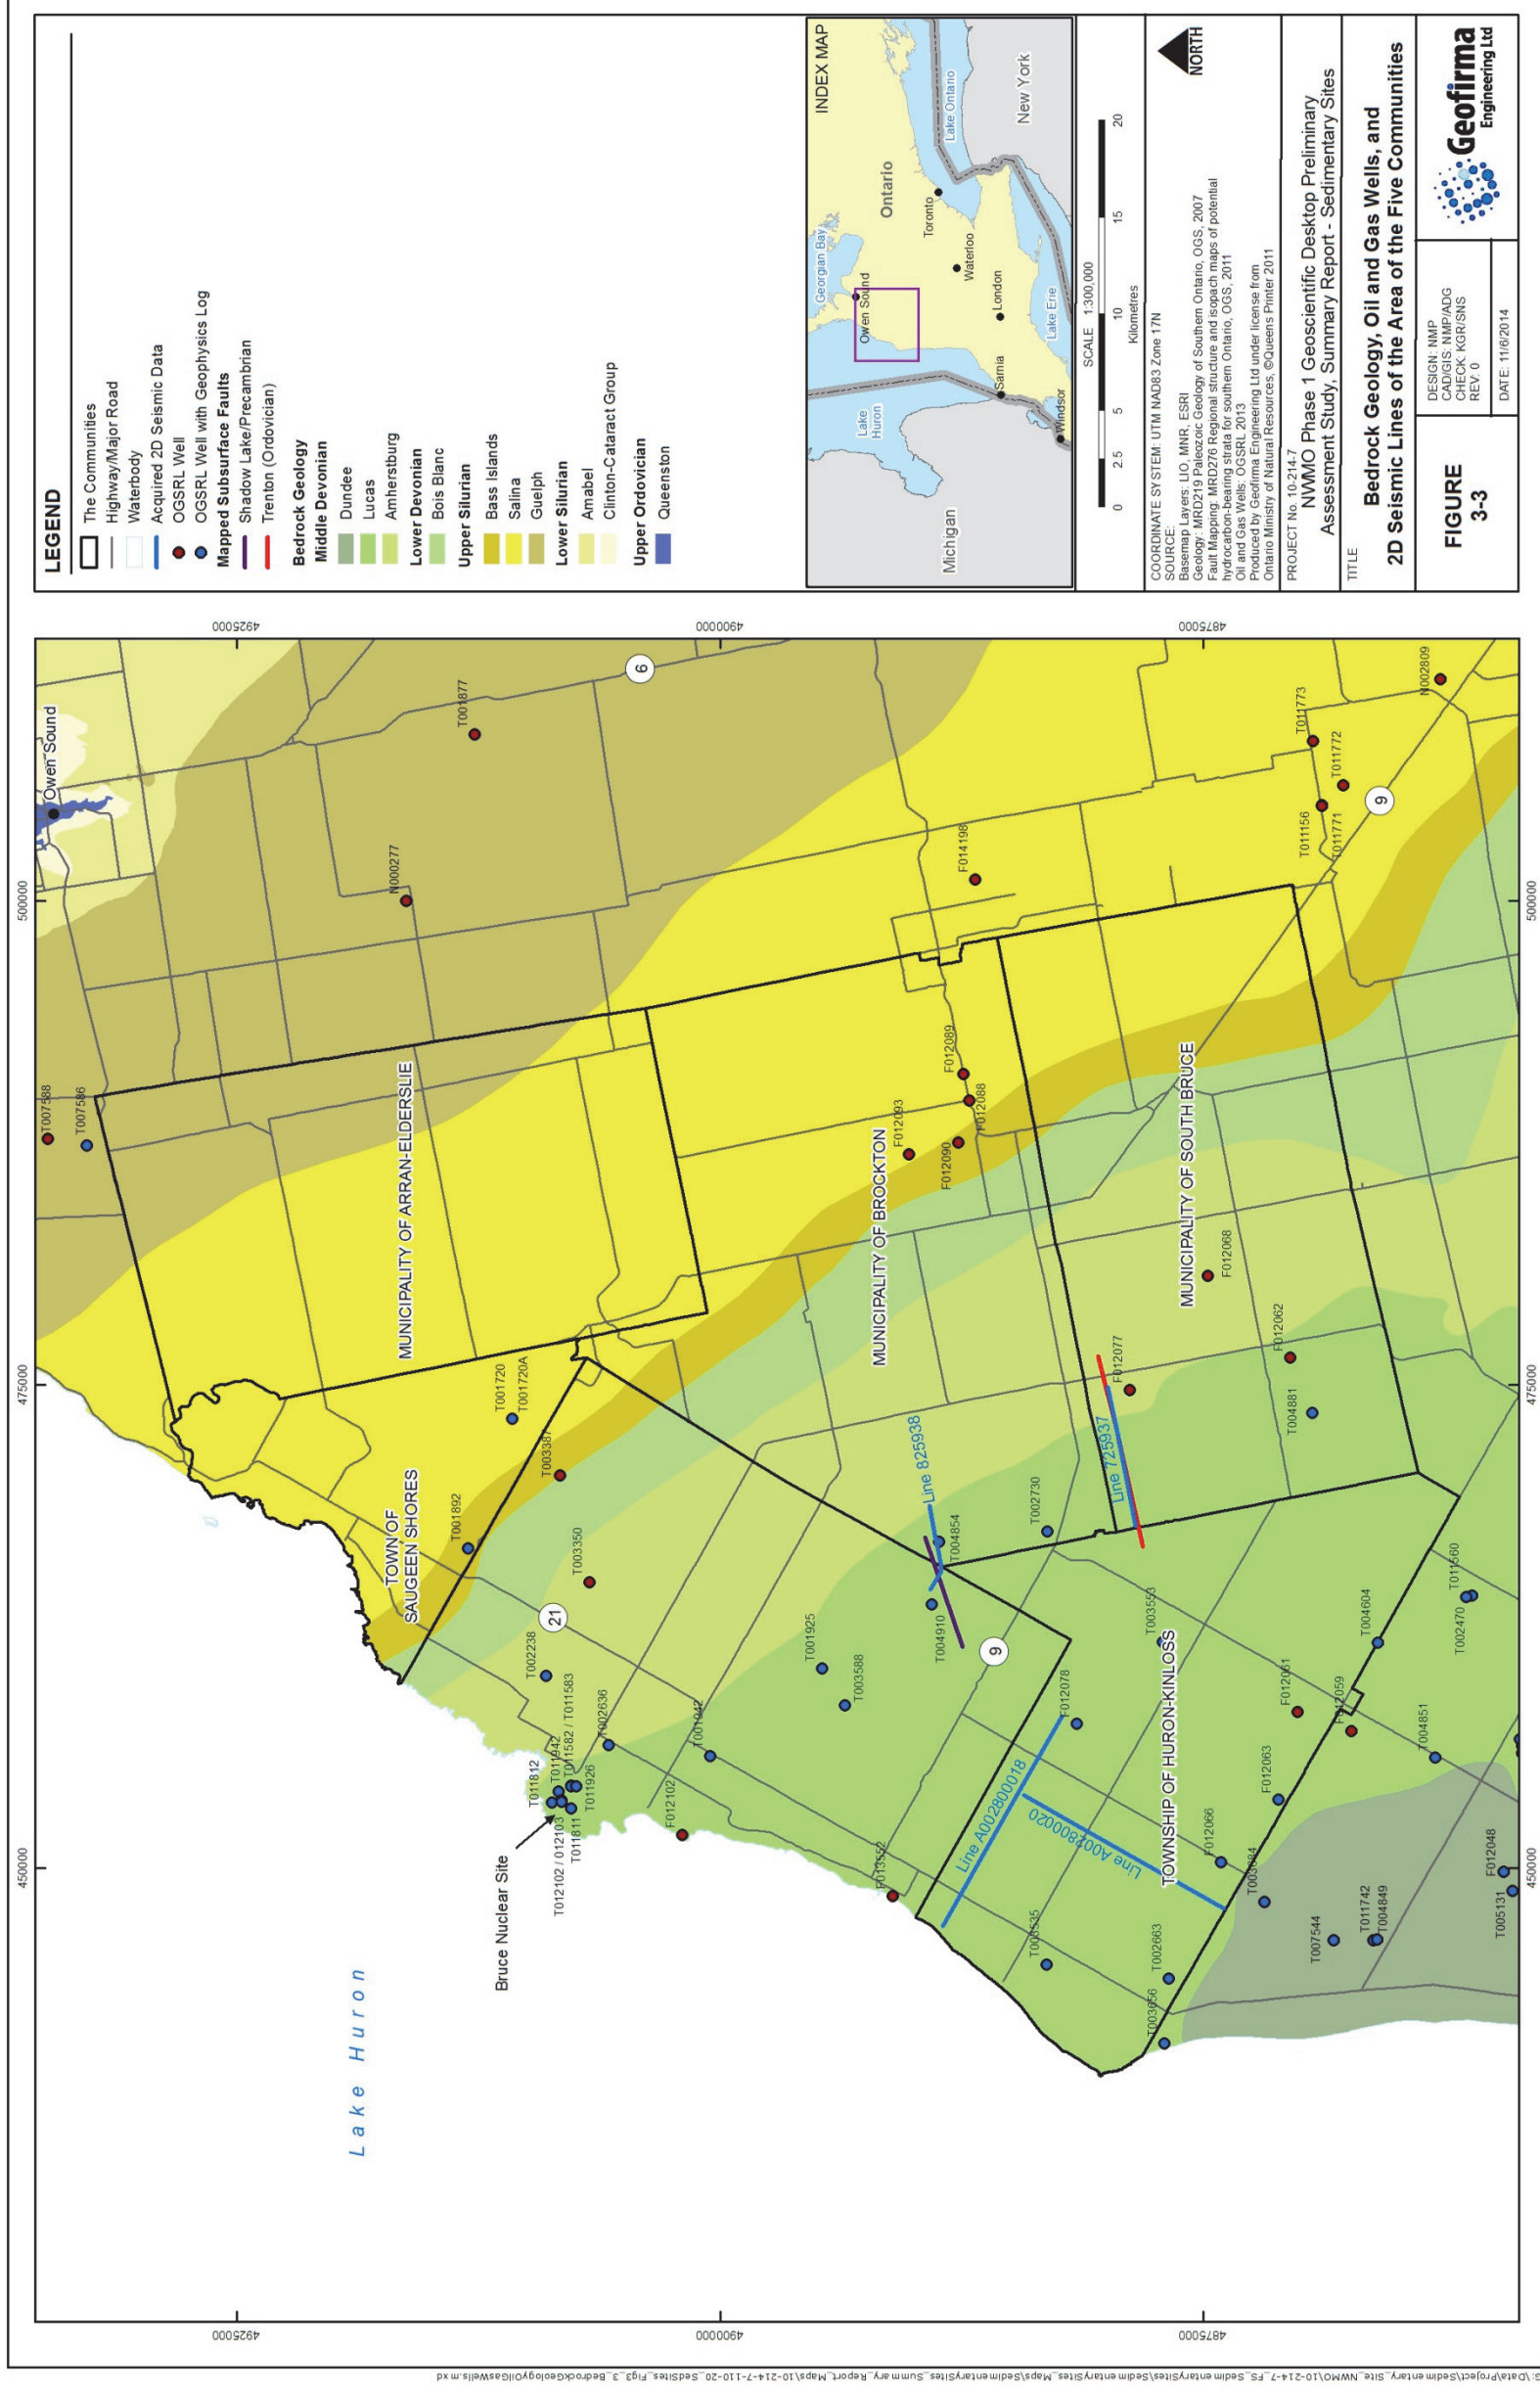 LEGEND
The Communities
Highway/Major Road
Waterbody
Acquired 2D Seismic Data
OGSRL Well
OGSRL Well with Geophysics Log
Mapped Subsurface Faults
Shadow Lake/Precambrian
Trenton (Ordovician)
Bedrock Geology
Middle Devonian
Dundee
Lucas
Amherstburg
Lower Devonian
Bois Blanc
Upper Silurian
Bass Islands
Salina
Guelph
Lower Silurian
Amabel
Clinton-Cataract Group
Upper Ordovician
Queenston
INDEX MAP
Georgian Bay
Owen Sound
Lake
Huron
Ontario
Toronto
Lake Ontario
Waterloo
London
Sarnia
Lake Erie
New York
Michigan
Windsor
SCALE 1:300,000
0 2.5 5 10 15 20
Kilometres
COORDINATE SYSTEM: UTM NAD83 Zone 17N
SOURCE:
Basemap Layers: LIO, MNR, ESRI
Geology: MRD219 Paleozoic Geology of Southern Ontario, OGS, 2007
Fault Mapping: MRD276 Regional structure and isopach maps of potential
hydrocarbon-bearing strata for southern Ontario, OGS, 2011
Oil and Gas Wells: OGSRL 2013
Produced by Geofirma Engineering Ltd under license from
Ontario Ministry of Natural Resources, ©Queens Printer 2011
NORTH
PROJECT No. 10-214-7
NWMO Phase 1 Geoscientific Desktop Preliminary
Assessment Study, Summary Report - Sedimentary Sites
TITLE
Bedrock Geology, Oil and Gas Wells, and
2D Seismic Lines of the Area of the Five Communities
FIGURE
3-3
DESIGN: NMP
CAD/GIS: NMP/ADG
CHECK: KGR/SNS
REV: 0
DATE: 11/6/2014
Geofirma
Engineering Ltd
450000
475000
500000
4925000
4900000
4875000
450000
475000
500000
4925000
4900000
4875000
Owen Sound
T007588
T007586
T001877
N000277
6
MUNICIPALITY OF ARRAN-ELDERSLIE
TOWN OF
SAUGEEN SHORES
T001720
T001720A
T001892
T003387
T003350
21
T002238
T002636
T011942
T011582 / T011583
T011812
T011926
T012102 / 012103
T011811
Bruce Nuclear Site
Lake Huron
F012102
T001942
T001925
T003588
F013552
MUNICIPALITY OF BROCKTON
F012093
F012089
F012088
F012090
F014198
Line 825938
T004854
T004910
9
T002730
Line 725937
F012077
MUNICIPALITY OF SOUTH BRUCE
F012068
F012062
T004881
T011773
T011772
T011156
T011771
N002809
9
Line A002800018
Line A002800020
F012078
T003553
TOWNSHIP OF HURON-KINLOSS
T004604
T011560
T002470
F012061
F012059
T004851
F012063
F012066
T003535
T002663
T003656
T007544
T011742
T004849
F012048
T005131